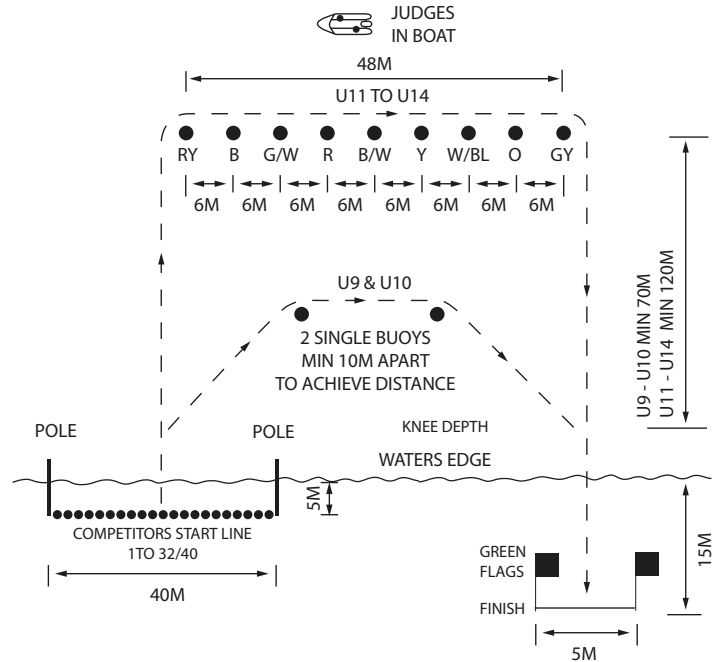 JUDGES
IN BOAT
48M
U11 TO U14
RY B G/W R B/W Y W/BL O GY
6M 6M 6M 6M 6M 6M 6M 6M
U9 & U10
2 SINGLE BUOYS
MIN 10M APART
TO ACHIEVE DISTANCE
U9 - U10 MIN 70M
U11 - U14 MIN 120M
POLE POLE
KNEE DEPTH
WATERS EDGE
5M
COMPETITORS START LINE
1TO 32/40
40M
GREEN
FLAGS
FINISH
5M
15M